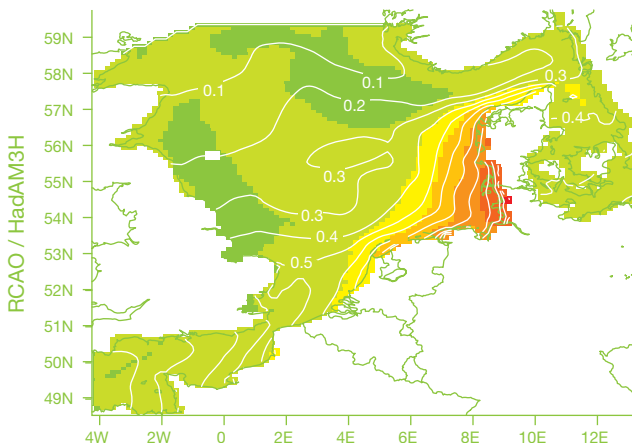 RCAO / HadAM3H
59N
58N
57N
56N
55N
54N
53N
52N
51N
50N
49N
0.1
0.1
0.2
0.3
0.4
0.3
0.3
0.4
0.5
4W 2W 0 2E 4E 6E 8E 10E 12E